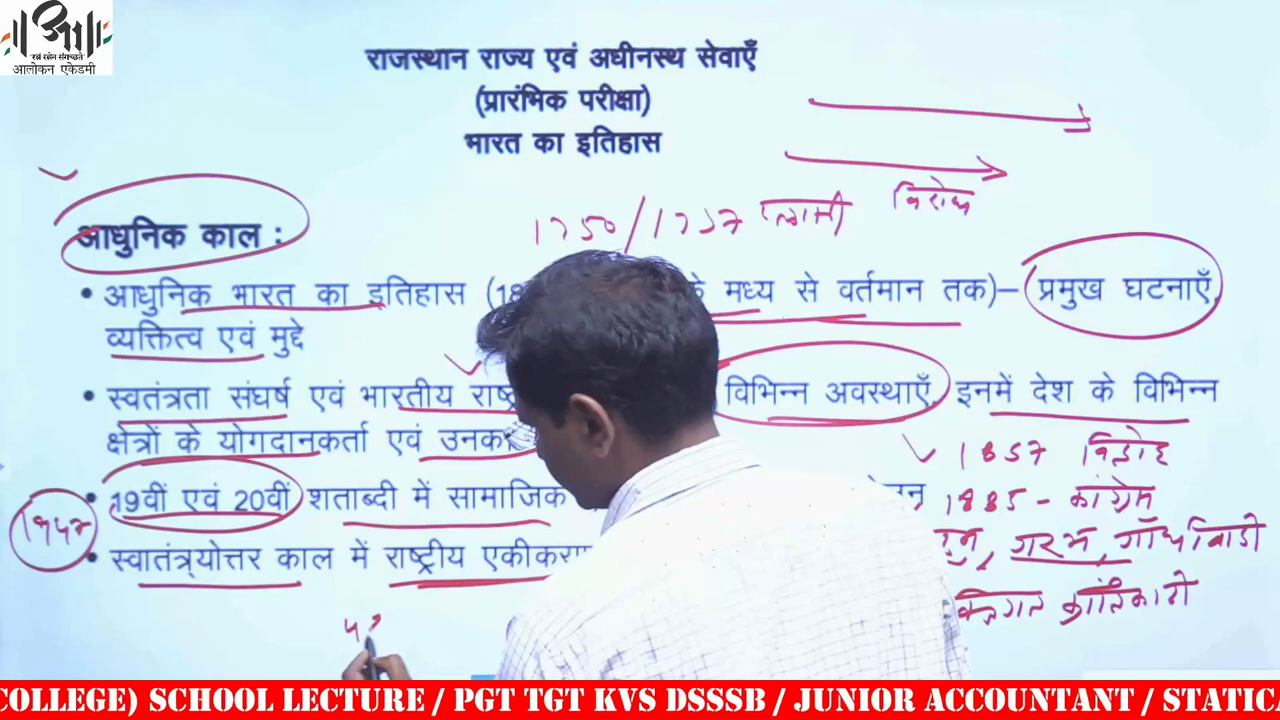 आलोकन एकेडमी
राजस्थान राज्य एवं अधीनस्थ सेवाएँ
(प्रारंभिक परीक्षा)
भारत का इतिहास
1750/1757 प्लासी विरोध
आधुनिक काल :
• आधुनिक भारत का इतिहास (18 के मध्य से वर्तमान तक)– प्रमुख घटनाएँ,
व्यक्तित्व एवं मुद्दे
• स्वतंत्रता संघर्ष एवं भारतीय राष्ट्र विभिन्न अवस्थाएँ, इनमें देश के विभिन्न
क्षेत्रों के योगदानकर्ता एवं उनका
1857 विद्रोह
• 19वीं एवं 20वीं शताब्दी में सामाजिक
1885 - कांग्रेस
1947
गरम, गाँधीवादी
• स्वातंत्र्योत्तर काल में राष्ट्रीय एकीकरण
क्रांतिकारी
COLLEGE) SCHOOL LECTURE / PGT TGT KVS DSSSB / JUNIOR ACCOUNTANT / STATICA